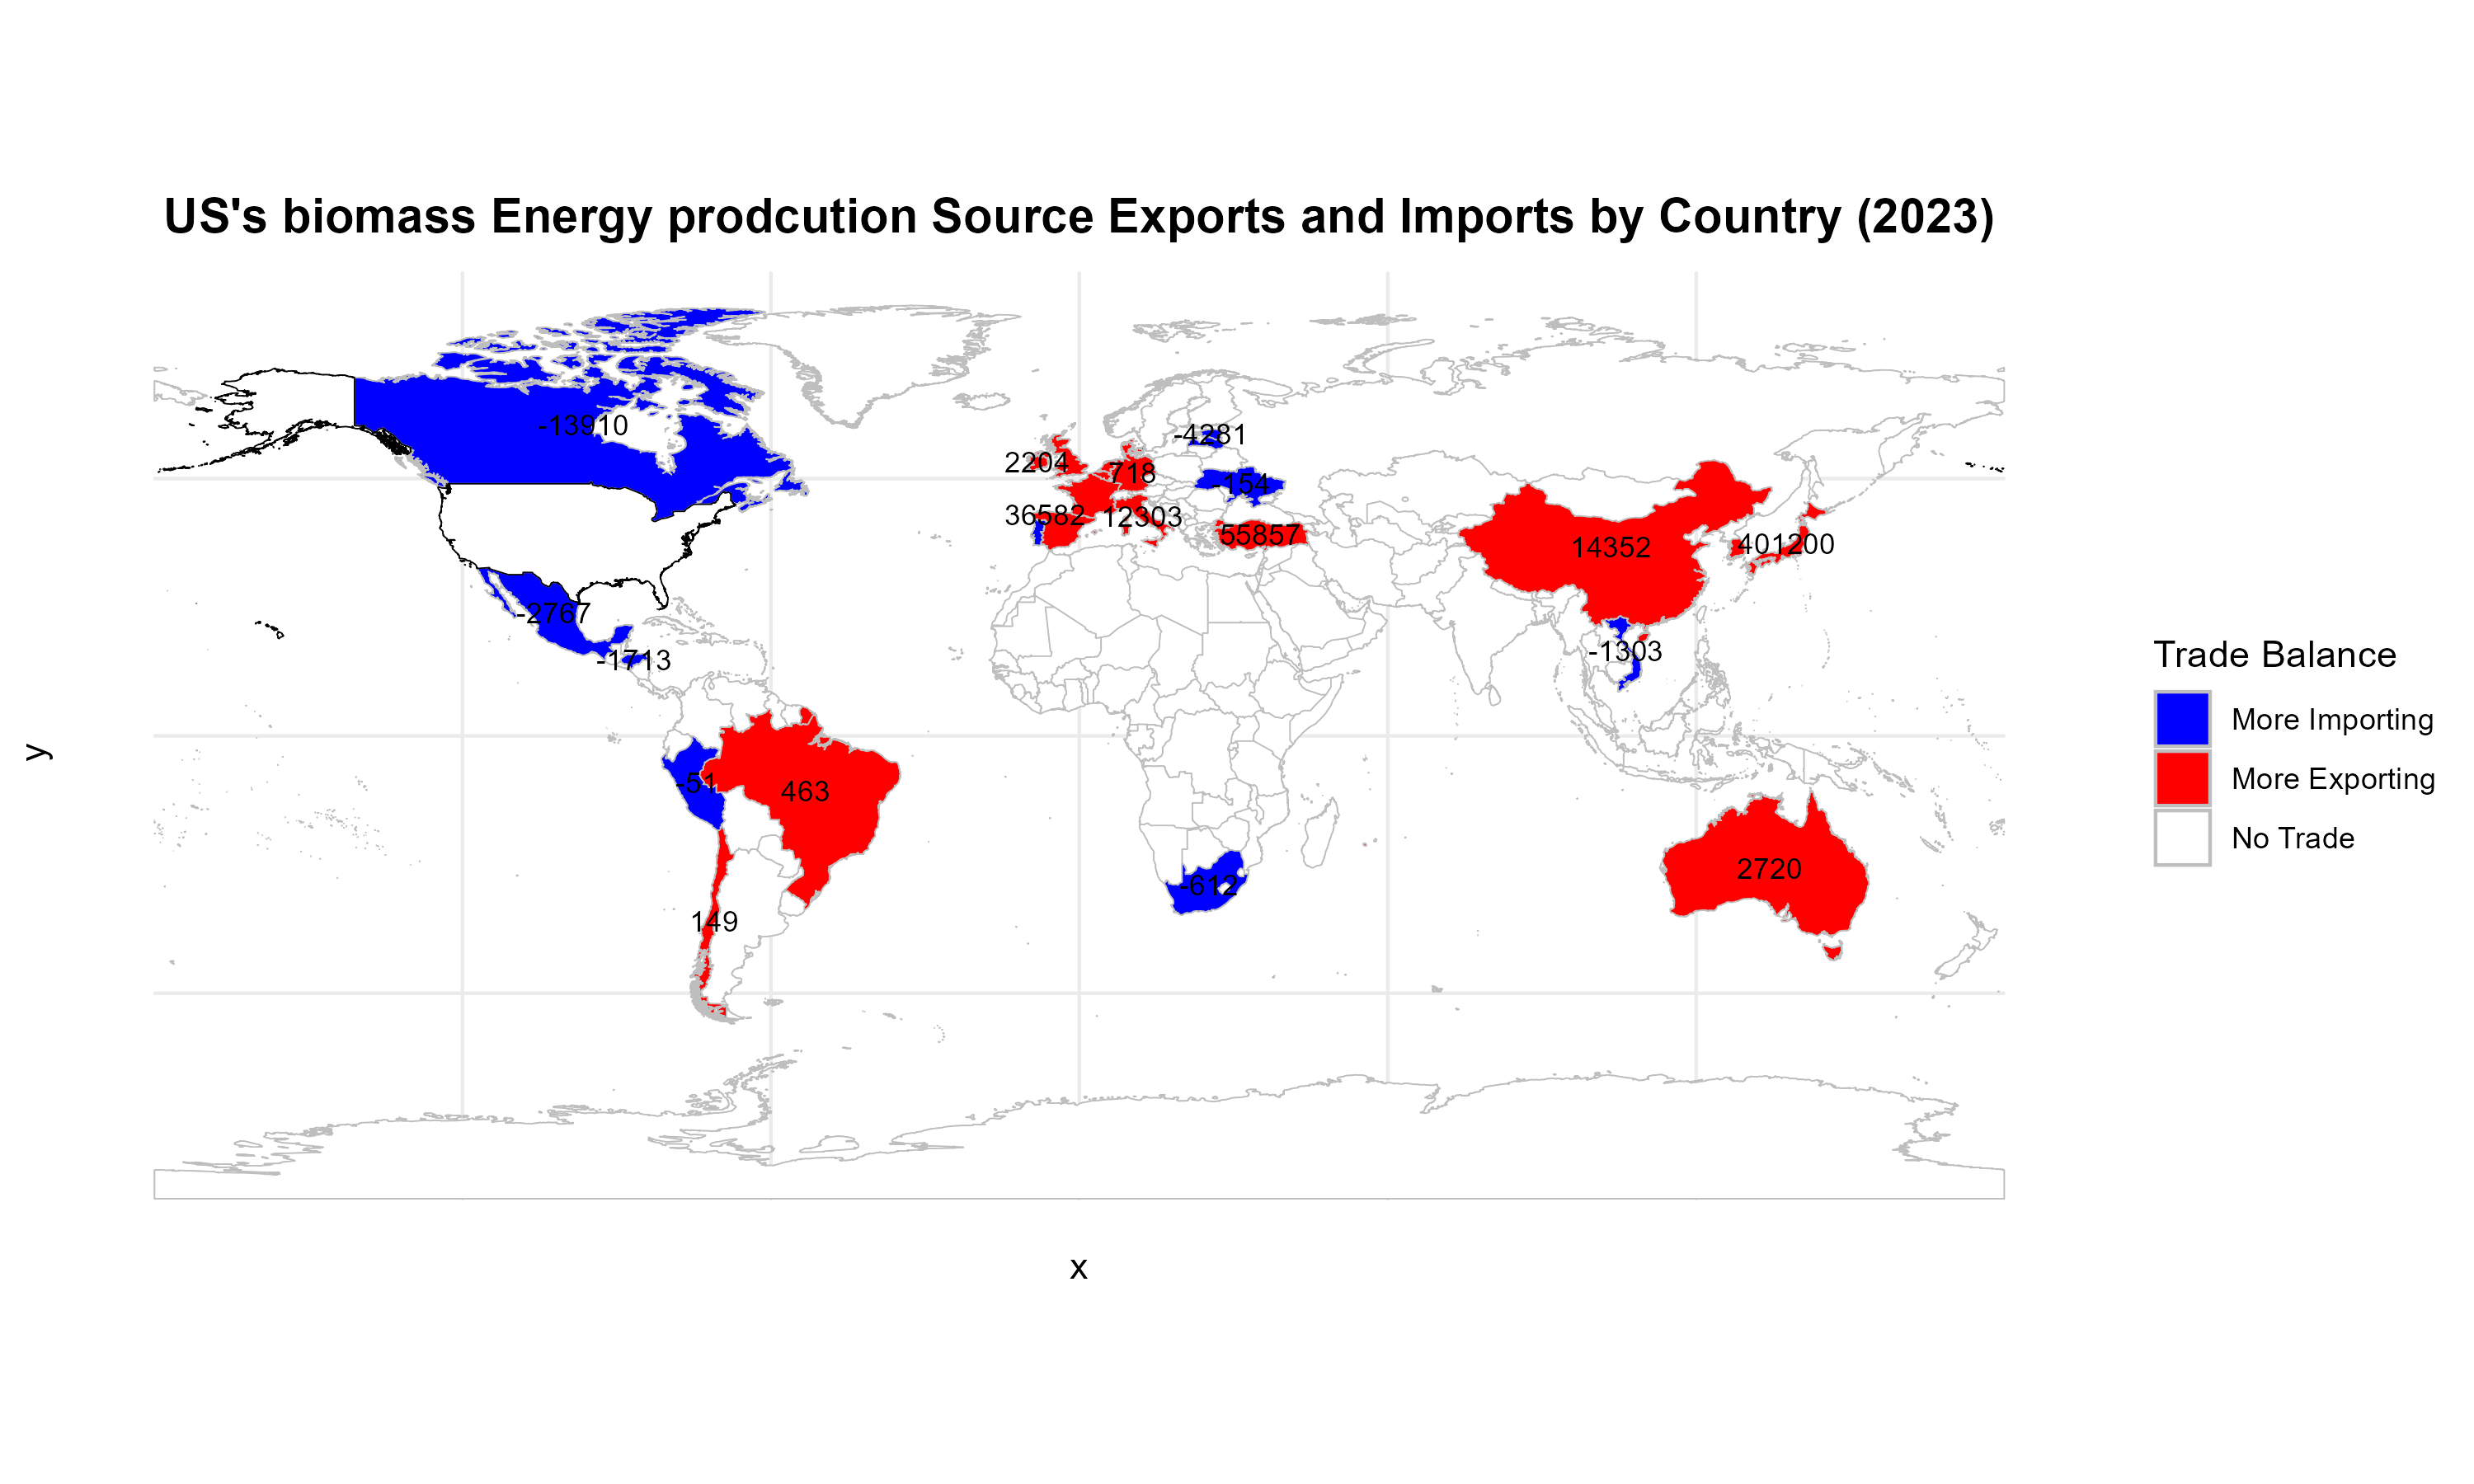 US's biomass Energy prodcution Source Exports and Imports by Country (2023)
-13910
-4281
2204
718
-154
36582
12303
55857
14352
401200
-2767
-1713
-1303
-51
463
2720
-612
149
y
x
Trade Balance
More Importing
More Exporting
No Trade